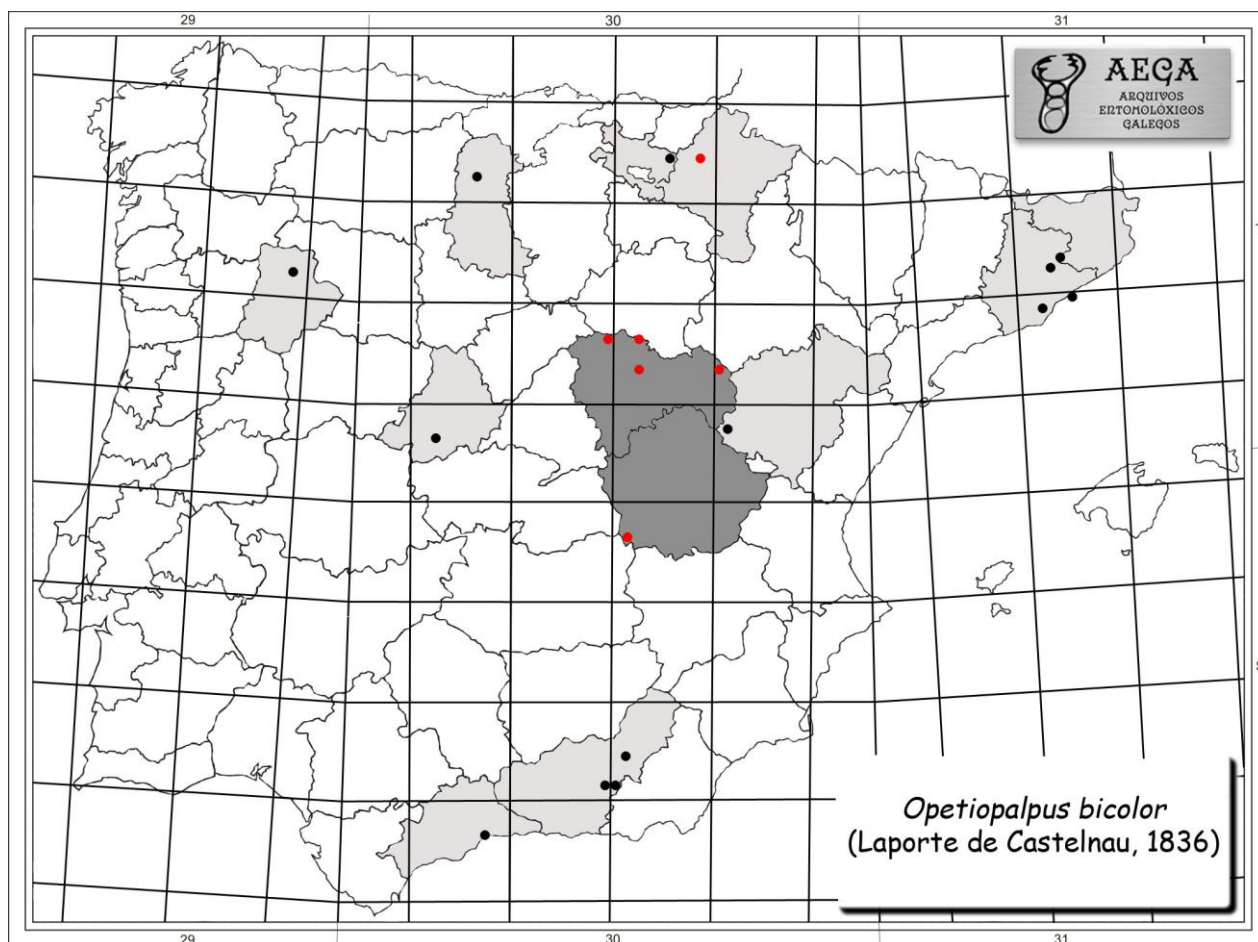 29 30 31
AEGA
ARQUIVOS
ENTOMOLÓXICOS
GALEGOS
Opetiopalpus bicolor
(Laporte de Castelnau, 1836)
29 30 31